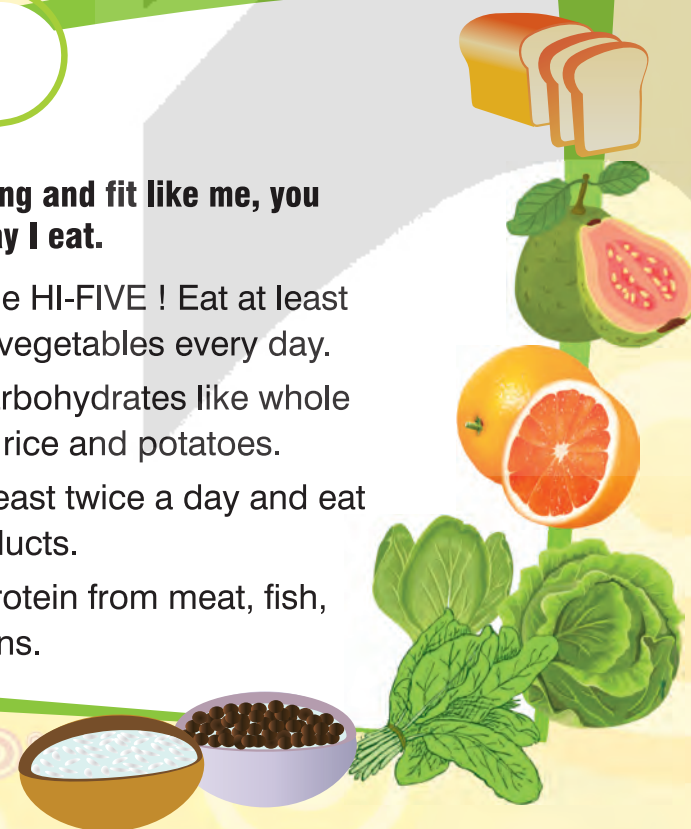 ng and fit like me, you
ay I eat.
e HI-FIVE ! Eat at least
vegetables every day.
arbohydrates like whole
rice and potatoes.
east twice a day and eat
ducts.
rotein from meat, fish,
ns.